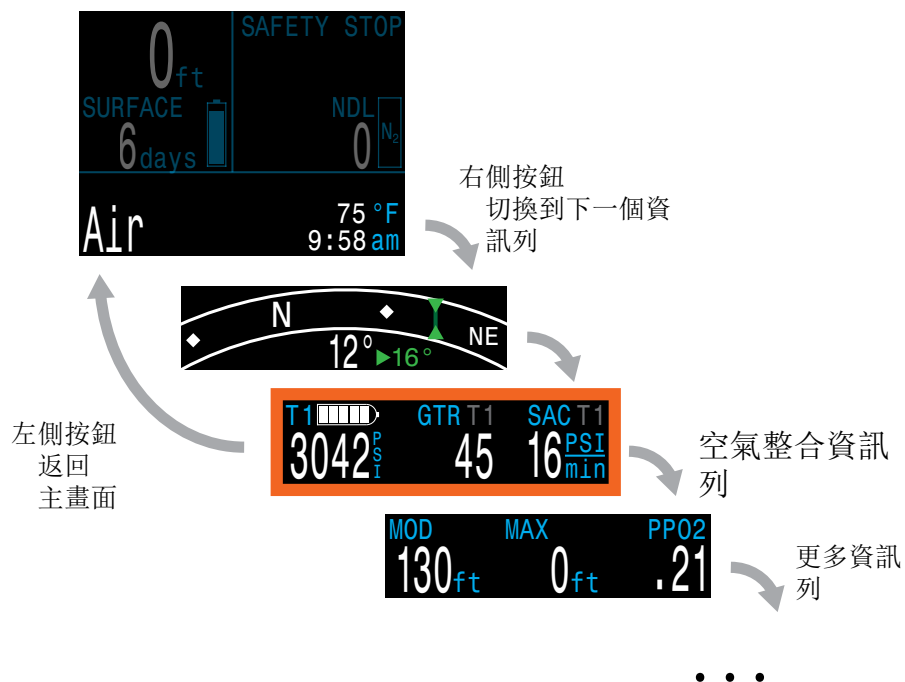 SAFETY STOP
0ft
SURFACE
NDL
6days
0
N2
Air
75 °F
9:58 am
右側按鈕
切換到下一個資
訊列
N
NE
12° ▶16°
T1
GTR T1
SAC T1
3042 PSI
45
16 PSI
min
左側按鈕
返回
主畫面
空氣整合資訊
列
MOD
MAX
PPO2
130ft
0ft
.21
更多資訊
列
...